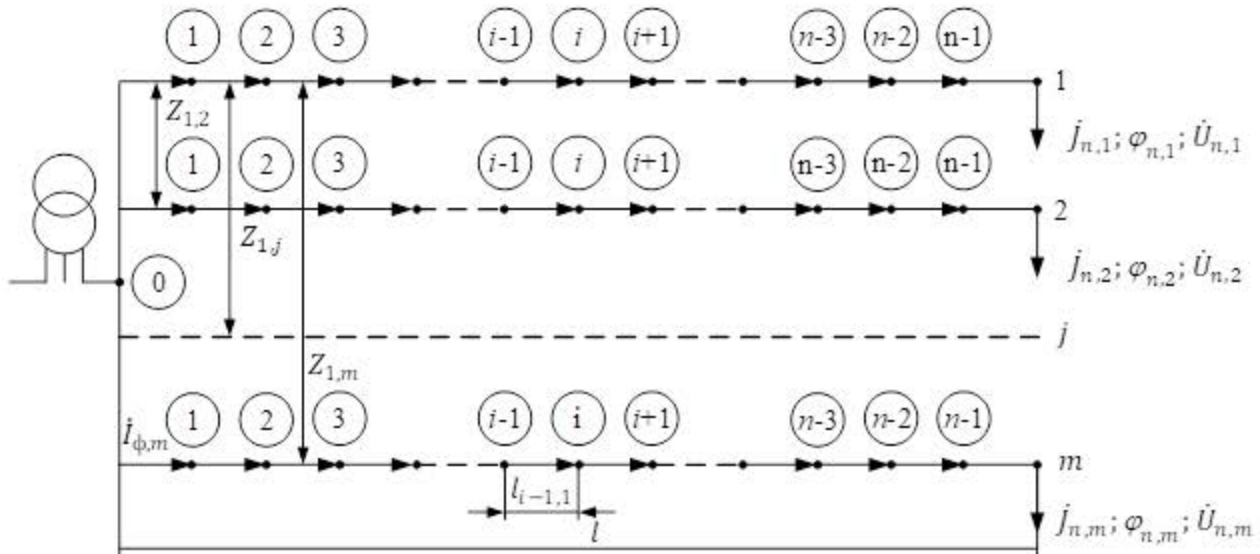 1 2 3 i-1 i i+1 n-3 n-2 n-1
1
Z₁,₂
J̇ₙ,₁; φₙ,₁; U̇ₙ,₁
1 2 3 i-1 i i+1 n-3 n-2 n-1
2
Z₁,ⱼ
J̇ₙ,₂; φₙ,₂; U̇ₙ,₂
0
j
Z₁,ₘ
1 2 3 i-1 i i+1 n-3 n-2 n-1
İ_ф,m
m
l_i−1,1
l
J̇ₙ,ₘ; φₙ,ₘ; U̇ₙ,ₘ